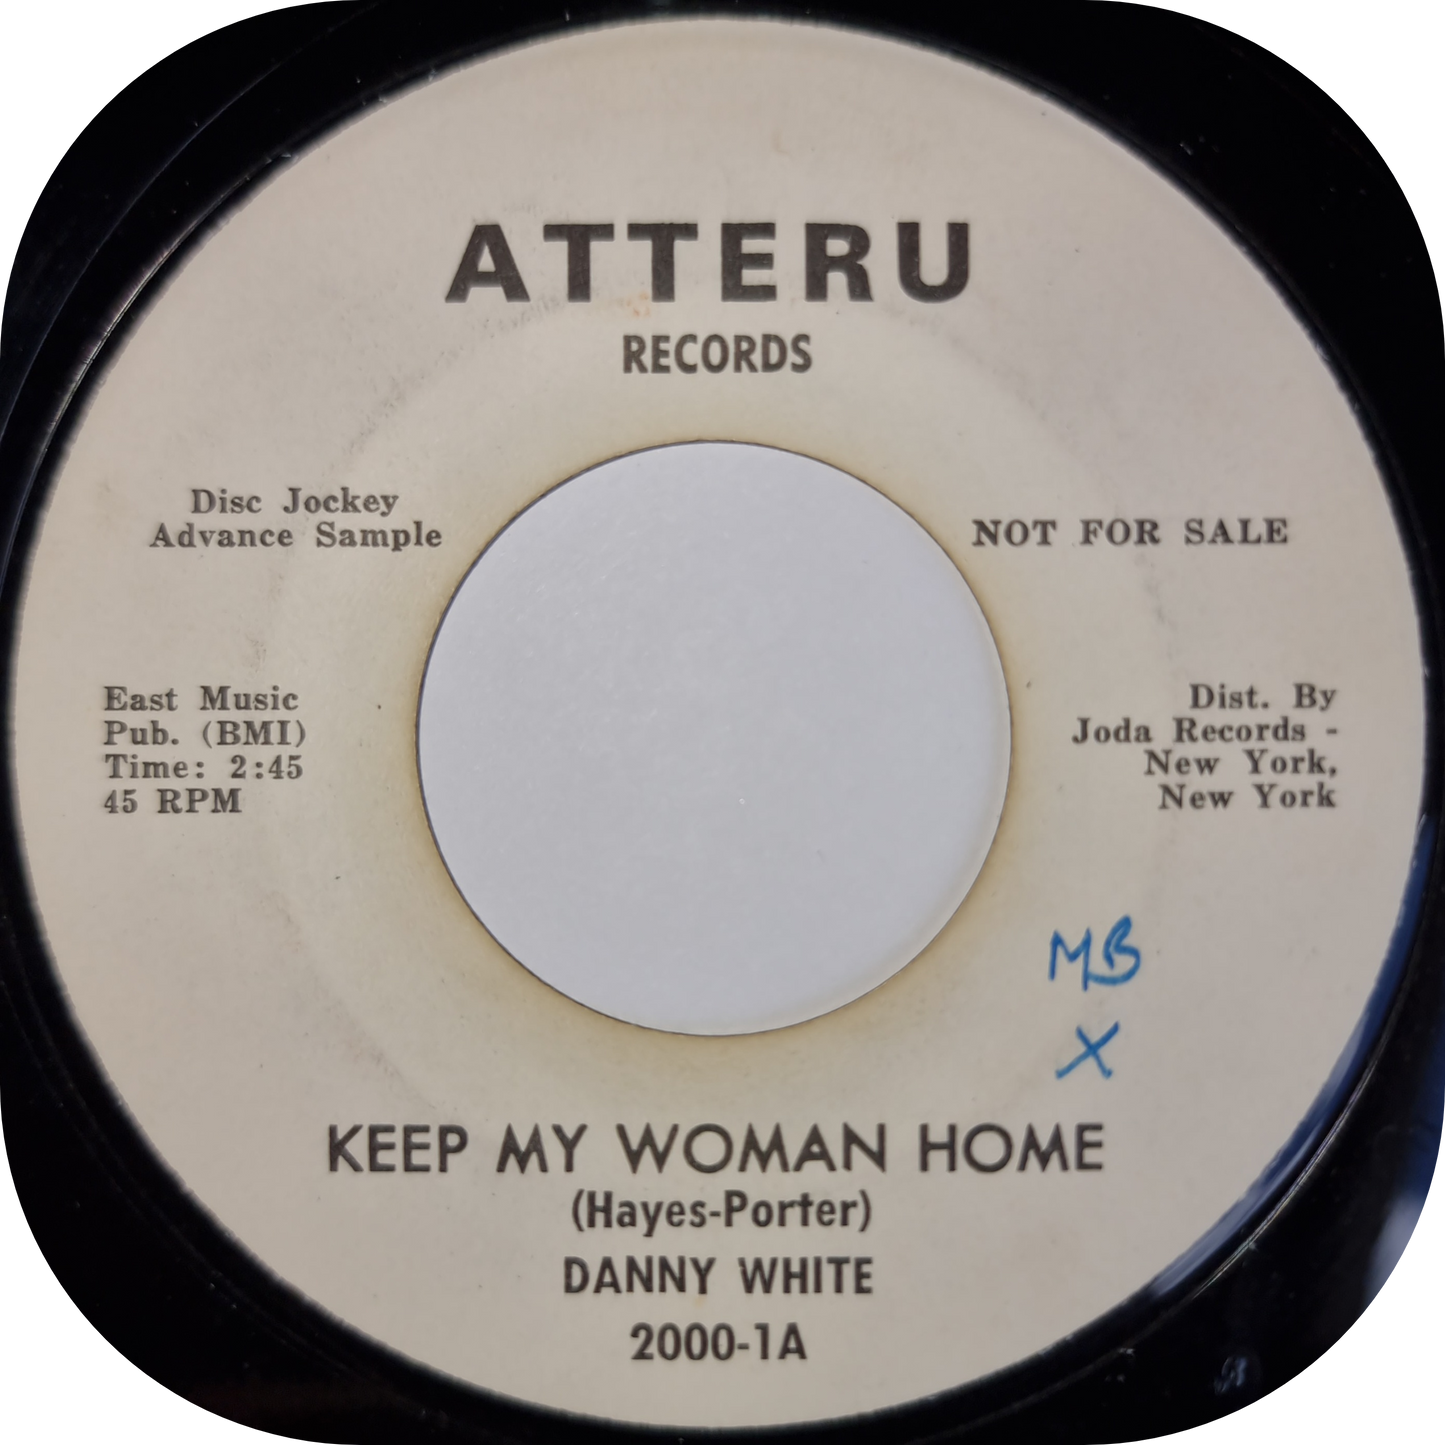 ATTERU
RECORDS
Disc Jockey
Advance Sample
NOT FOR SALE
East Music
Pub. (BMI)
Time: 2:45
45 RPM
Dist. By
Joda Records -
New York,
New York
MB
X
KEEP MY WOMAN HOME
(Hayes-Porter)
DANNY WHITE
2000-1A